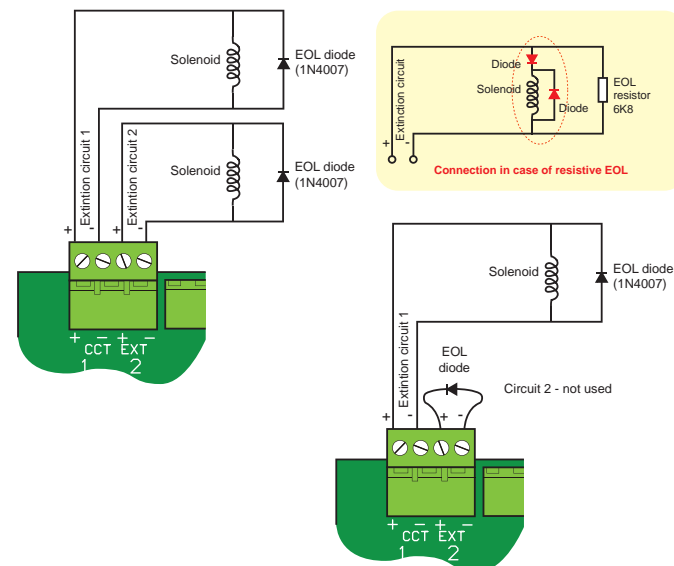 Solenoid
EOL diode
(1N4007)
Extintion circuit 1
+
-
Extintion circuit 2
+
-
Solenoid
EOL diode
(1N4007)
+ − + −
CCT EXT
1 2
Diode
Solenoid
Diode
EOL
resistor
6K8
Extinction circuit
+
-
Connection in case of resistive EOL
Solenoid
EOL diode
(1N4007)
Extintion circuit 1
+
-
EOL
diode
+
-
Circuit 2 - not used
+ − + −
CCT EXT
1 2